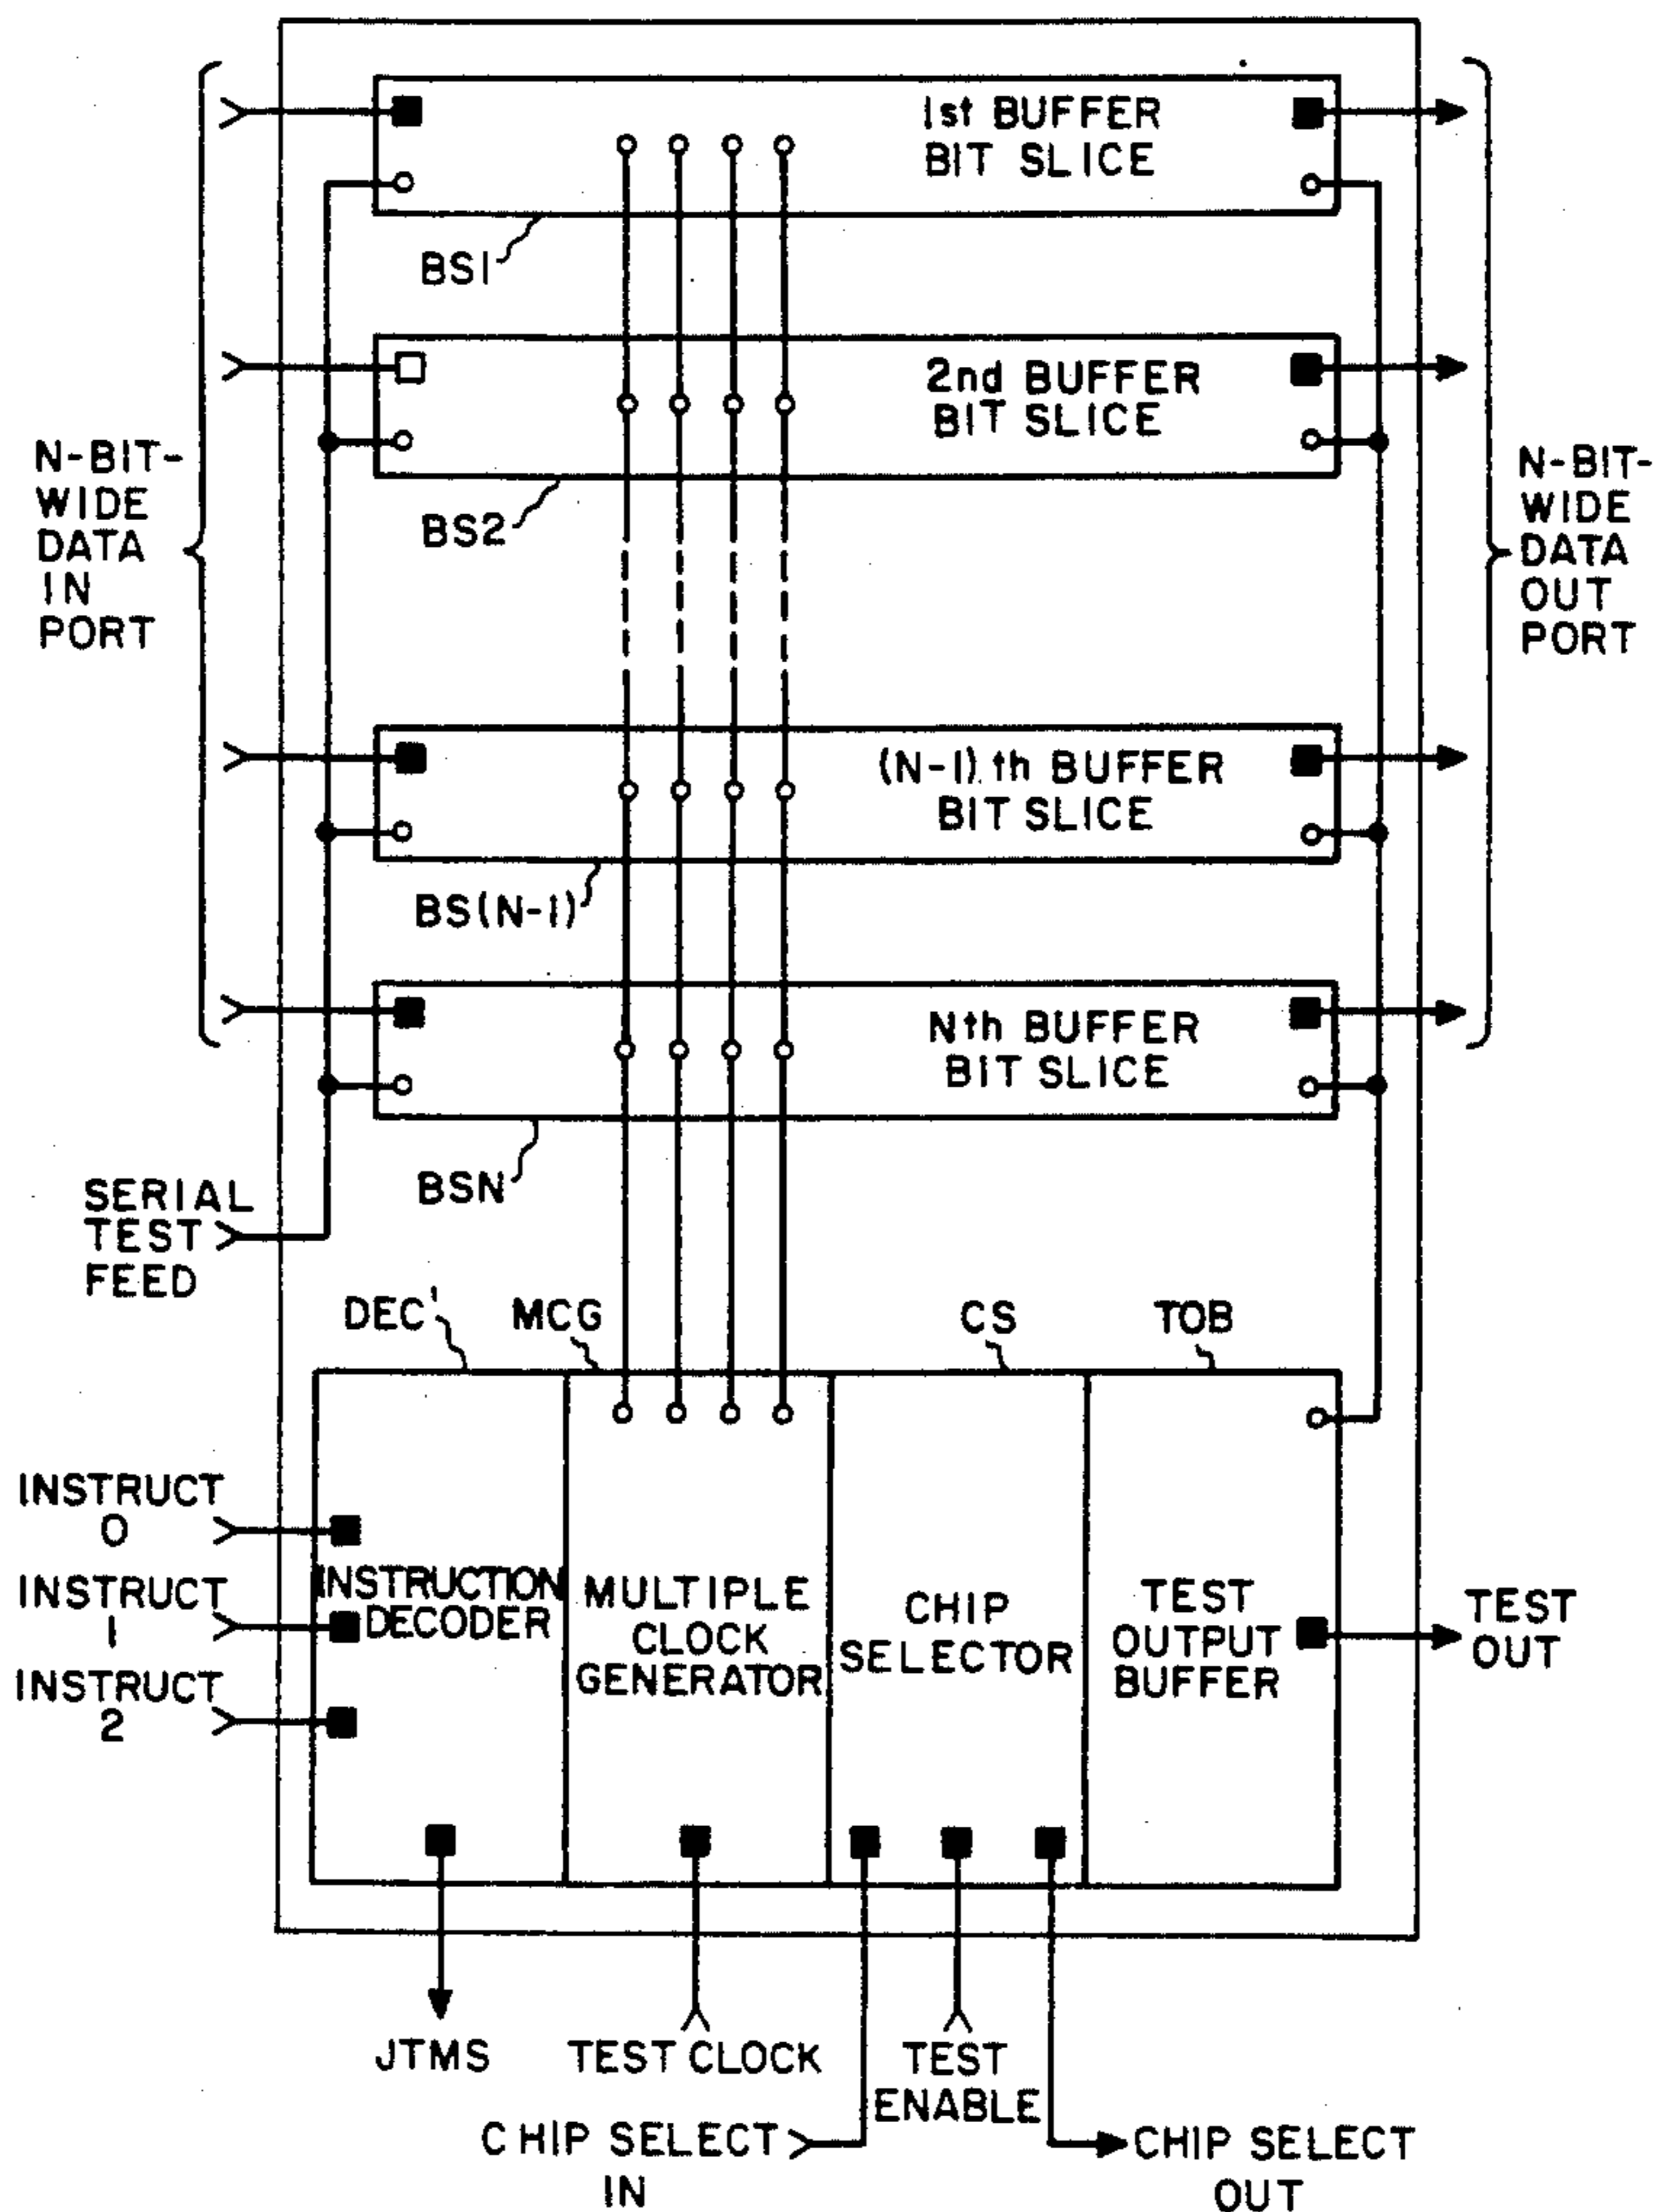 1st BUFFER
BIT SLICE
BS1
2nd BUFFER
BIT SLICE
BS2
N-BIT-
WIDE
DATA
IN
PORT
N-BIT-
WIDE
DATA
OUT
PORT
(N-1).th BUFFER
BIT SLICE
BS(N-1)
Nth BUFFER
BIT SLICE
BSN
SERIAL
TEST
FEED
DEC'
MCG
CS
TOB
INSTRUCT
0
INSTRUCT
1
INSTRUCT
2
INSTRUCTION
DECODER
MULTIPLE
CLOCK
GENERATOR
CHIP
SELECTOR
TEST
OUTPUT
BUFFER
TEST
OUT
JTMS
TEST CLOCK
TEST
ENABLE
CHIP SELECT
IN
CHIP SELECT
OUT